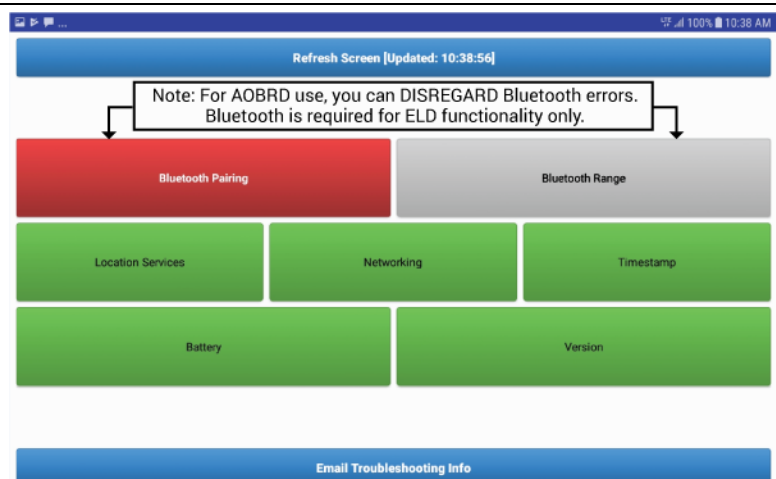 ... LTE 100% 10:38 AM
Refresh Screen [Updated: 10:38:56]
Note: For AOBRD use, you can DISREGARD Bluetooth errors.
Bluetooth is required for ELD functionality only.
Bluetooth Pairing Bluetooth Range
Location Services Networking Timestamp
Battery Version
Email Troubleshooting Info